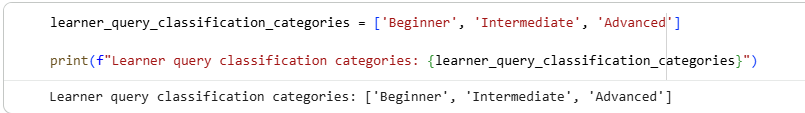 learner_query_classification_categories = ['Beginner', 'Intermediate', 'Advanced']
print(f"Learner query classification categories: {learner_query_classification_categories}")
Learner query classification categories: ['Beginner', 'Intermediate', 'Advanced']